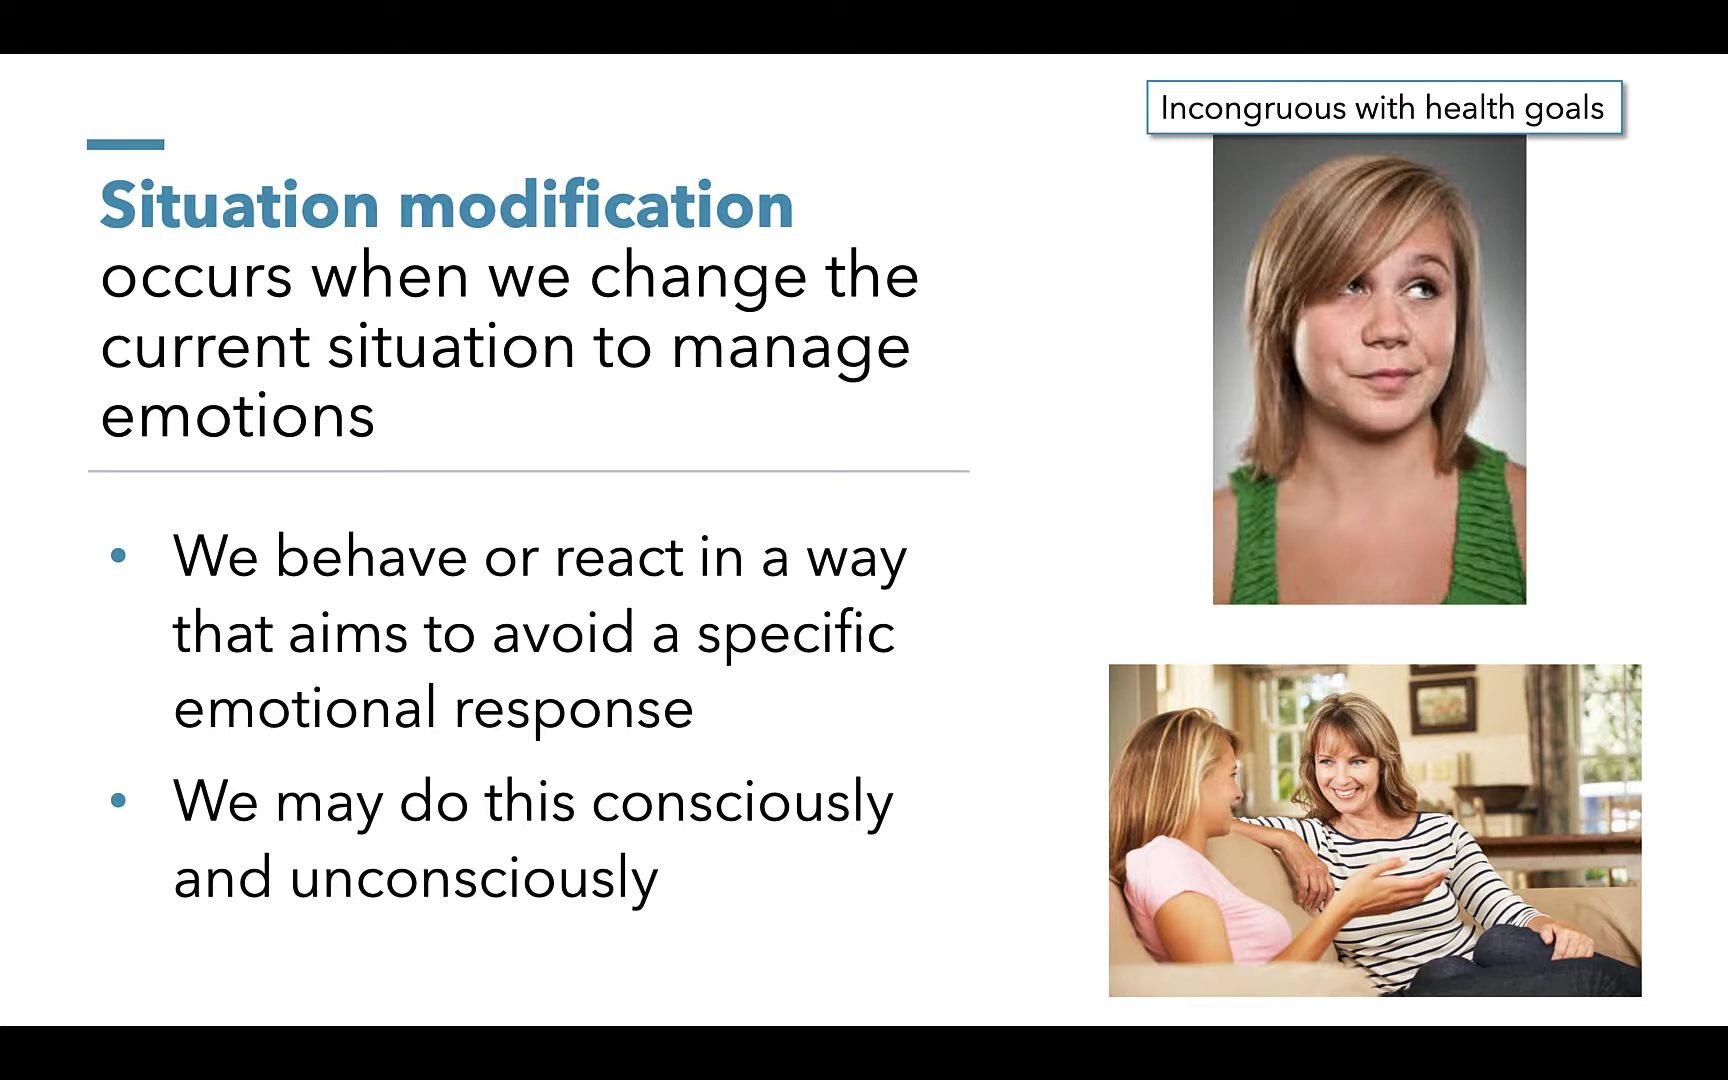 Incongruous with health goals
Situation modification
occurs when we change the
current situation to manage
emotions
• We behave or react in a way
that aims to avoid a specific
emotional response
• We may do this consciously
and unconsciously